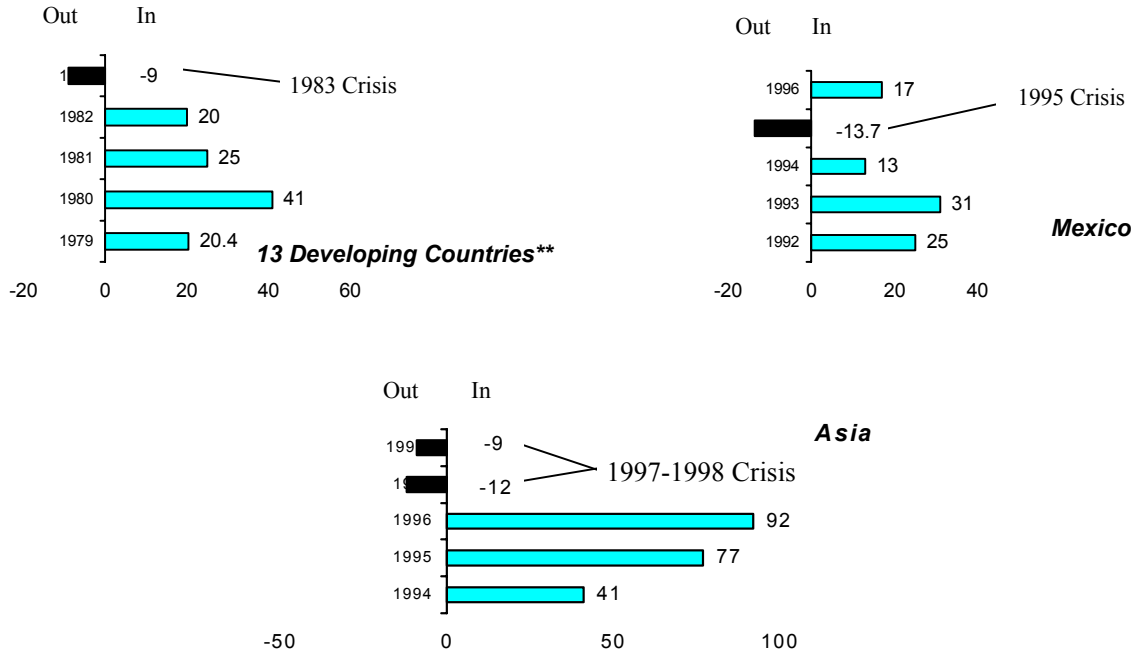 Out In
-9
1983 Crisis
1982 20
1981 25
1980 41
1979 20.4
13 Developing Countries**
-20 0 20 40 60
Out In
1996 17
1995 Crisis
-13.7
1994 13
1993 31
1992 25
Mexico
-20 0 20 40
Out In
Asia
-9
1997-1998 Crisis
-12
1996 92
1995 77
1994 41
-50 0 50 100